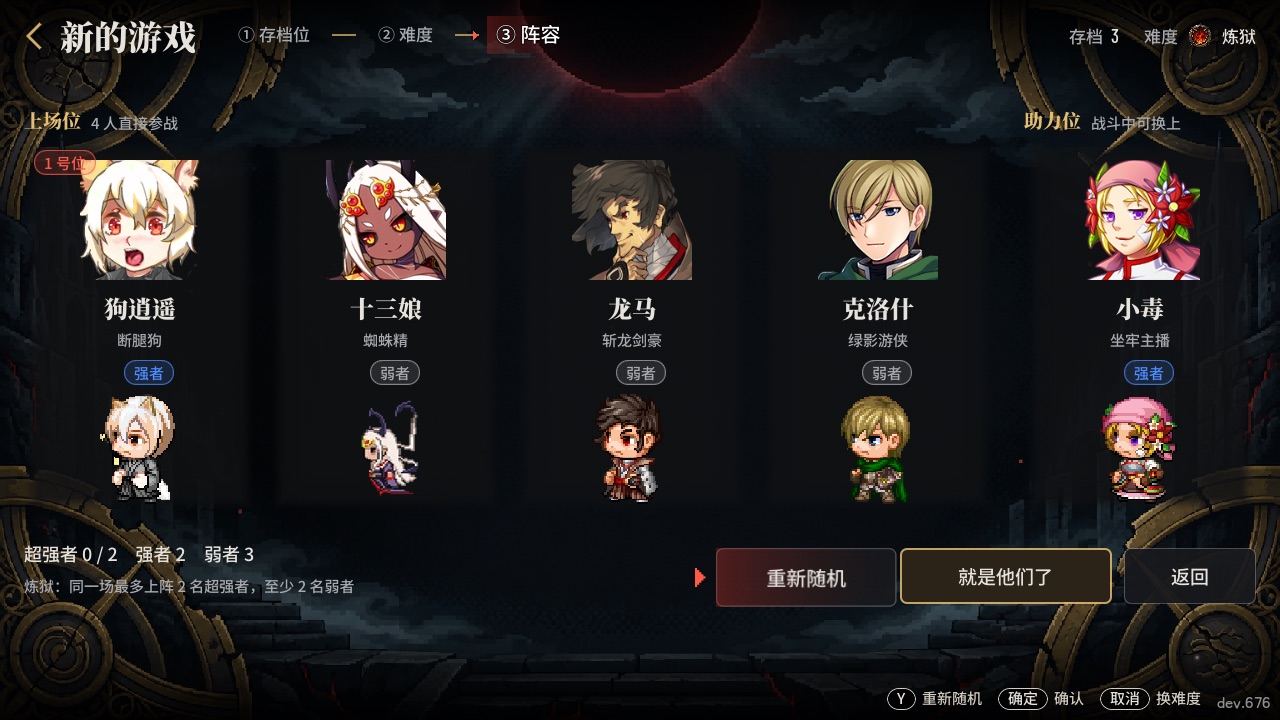 新的游戏
① 存档位
② 难度
③ 阵容
存档 3 难度 炼狱
上场位 4 人直接参战
助力位 战斗中可换上
1 号位
狗逍遥
断腿狗
强者
十三娘
蜘蛛精
弱者
龙马
斩龙剑豪
弱者
克洛什
绿影游侠
弱者
小毒
坐牢主播
强者
超强者 0 / 2 强者 2 弱者 3
炼狱：同一场最多上阵 2 名超强者，至少 2 名弱者
重新随机
就是他们了
返回
Y 重新随机 确定 确认 取消 换难度
dev.676